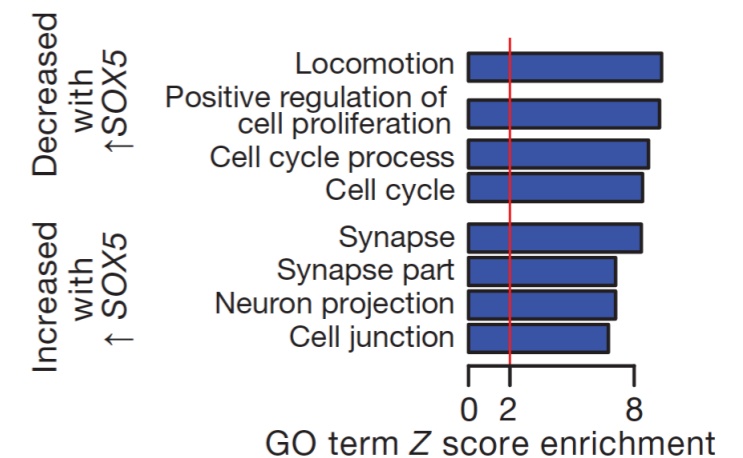 Decreased
with
↑SOX5
Locomotion
Positive regulation of
cell proliferation
Cell cycle process
Cell cycle
Increased
with
↑ SOX5
Synapse
Synapse part
Neuron projection
Cell junction
0 2 8
GO term Z score enrichment